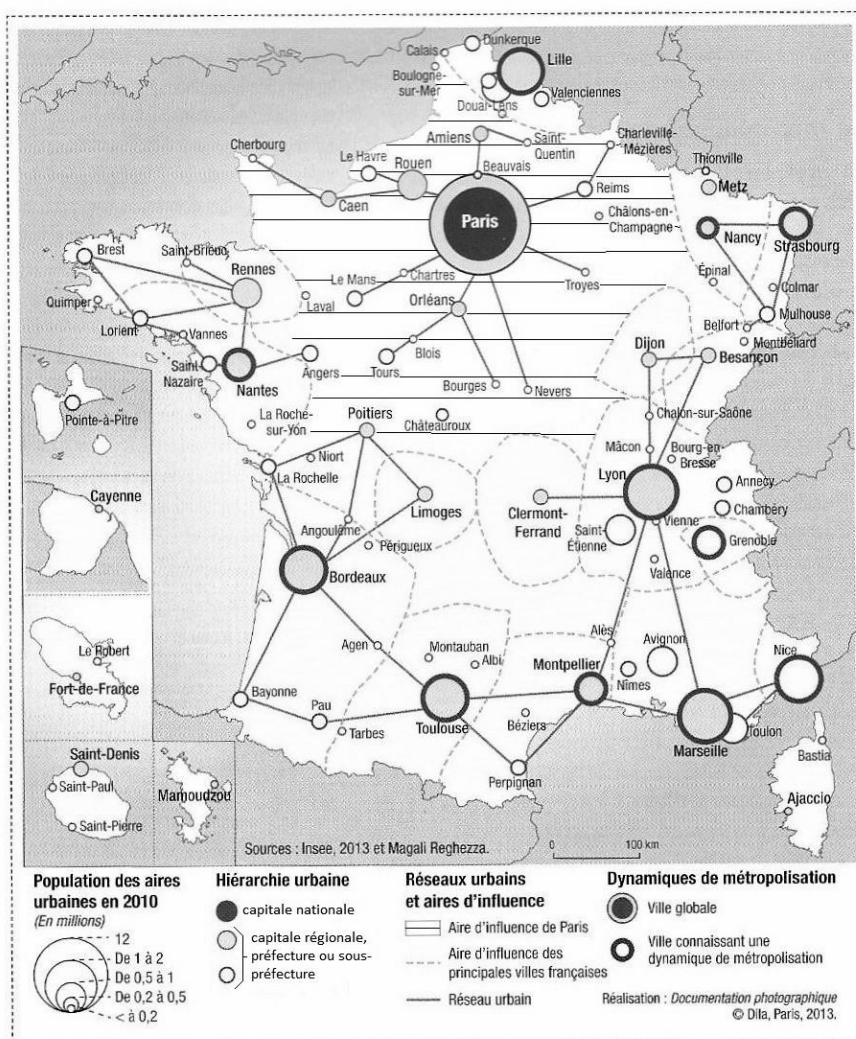 Dunkerque
Calais
Lille
Boulogne-
sur-Mer
Valenciennes
Douai-Lens
Amiens
Saint-
Quentin
Charleville-
Mézières
Cherbourg
Le Havre
Rouen
Beauvais
Thionville
Metz
Caen
Reims
Paris
Châlons-en-
Champagne
Nancy
Strasbourg
Brest
Saint-Brieuc
Rennes
Chartres
Le Mans
Troyes
Épinal
Colmar
Quimper
Laval
Orléans
Mulhouse
Lorient
Vannes
Belfort
Montbéliard
Blois
Dijon
Besançon
Saint-
Nazaire
Nantes
Angers
Tours
Bourges
Nevers
Pointe-à-Pitre
La Roche-
sur-Yon
Poitiers
Châteauroux
Chalon-sur-Saône
Mâcon
Bourg-en-
Bresse
Niort
La Rochelle
Lyon
Annecy
Cayenne
Limoges
Clermont-
Ferrand
Chambéry
Vienne
Angoulême
Saint-
Étienne
Grenoble
Périgueux
Bordeaux
Valence
Agen
Montauban
Albi
Alès
Avignon
Nice
Le Robert
Fort-de-France
Montpellier
Nîmes
Bayonne
Pau
Toulouse
Béziers
Tarbes
Marseille
Toulon
Perpignan
Bastia
Ajaccio
Saint-Denis
Saint-Paul
Saint-Pierre
Mamoudzou
Sources : Insee, 2013 et Magali Reghezza.
0 100 km
Population des aires
urbaines en 2010
(En millions)
12
De 1 à 2
De 0,5 à 1
De 0,2 à 0,5
< à 0,2
Hiérarchie urbaine
capitale nationale
capitale régionale,
préfecture ou sous-
préfecture
Réseaux urbains
et aires d'influence
Aire d'influence de Paris
Aire d'influence des
principales villes françaises
Réseau urbain
Dynamiques de métropolisation
Ville globale
Ville connaissant une
dynamique de métropolisation
Réalisation : Documentation photographique
© Dila, Paris, 2013.